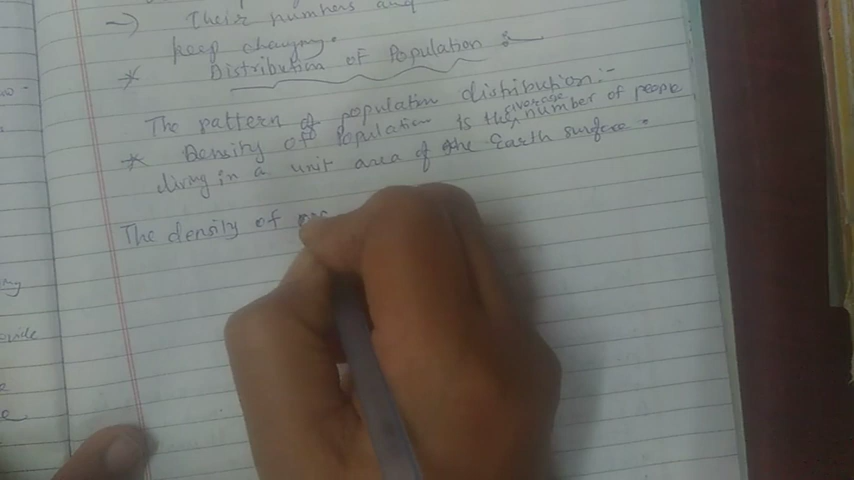 → Their numbers and
keep changing.
* Distribution of Population :-
The pattern of population distribution:-
* Density of Population is the average number of people
living in a unit area of the Earth surface.
The density of
ovide